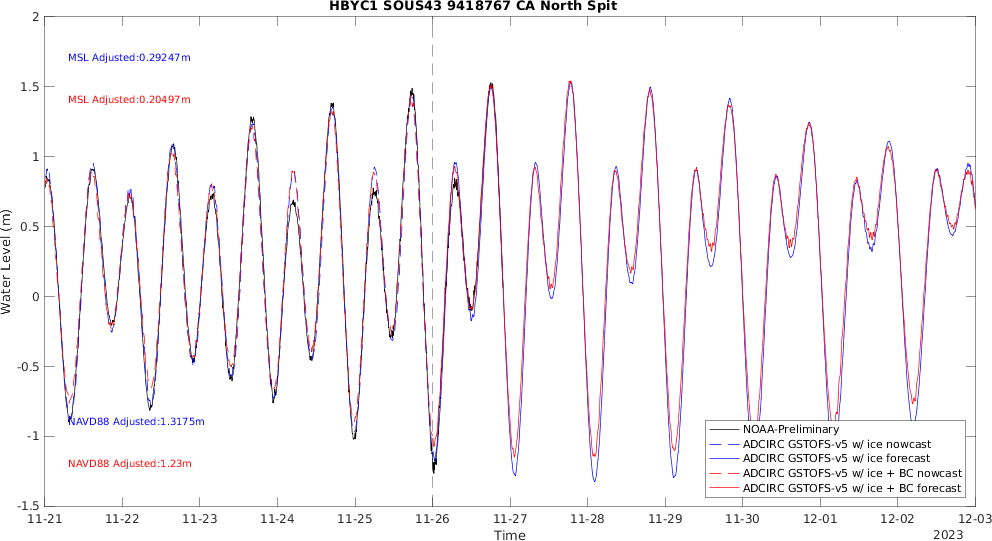 HBYC1 SOUS43 9418767 CA North Spit
2
1.5
1
0.5
0
-0.5
-1
-1.5
Water Level (m)
MSL Adjusted:0.29247m
MSL Adjusted:0.20497m
NAVD88 Adjusted:1.3175m
NAVD88 Adjusted:1.23m
NOAA-Preliminary
ADCIRC GSTOFS-v5 w/ ice nowcast
ADCIRC GSTOFS-v5 w/ ice forecast
ADCIRC GSTOFS-v5 w/ ice + BC nowcast
ADCIRC GSTOFS-v5 w/ ice + BC forecast
11-21 11-22 11-23 11-24 11-25 11-26 11-27 11-28 11-29 11-30 12-01 12-02 12-03
Time
2023